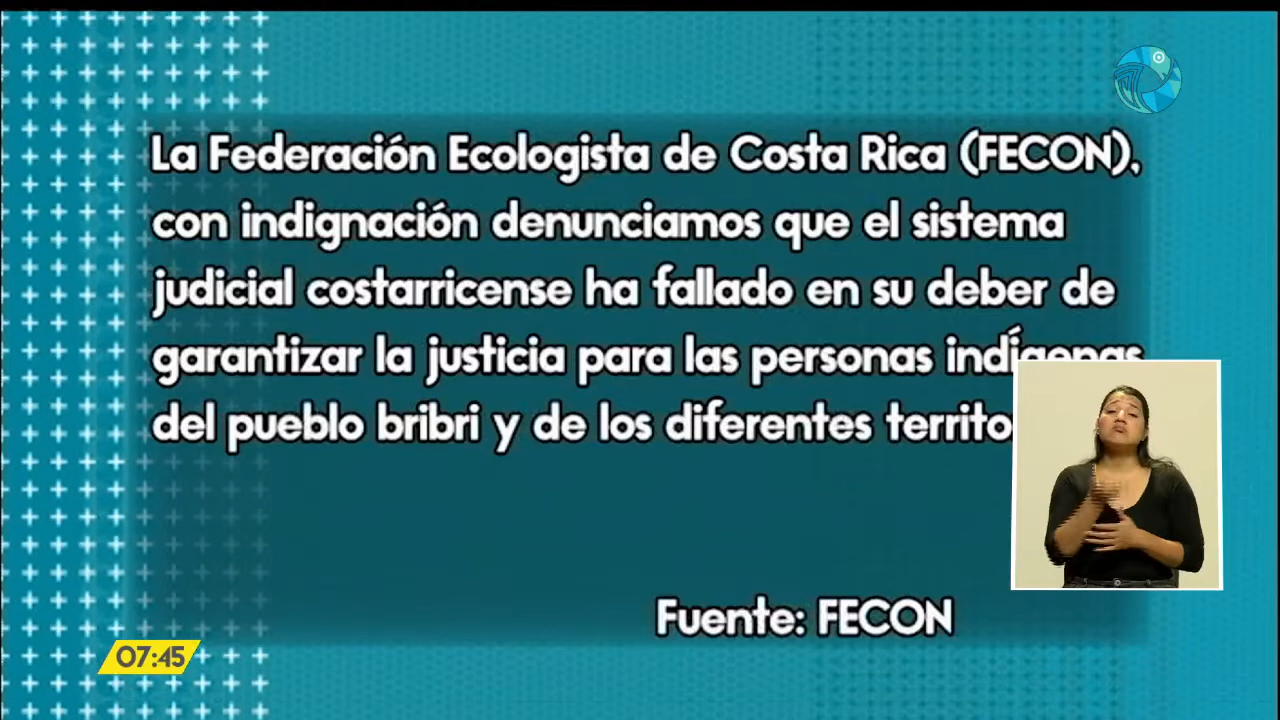 La Federación Ecologista de Costa Rica (FECON),
con indignación denunciamos que el sistema
judicial costarricense ha fallado en su deber de
garantizar la justicia para las personas indígenas
del pueblo bribri y de los diferentes
Fuente: FECON
07:45